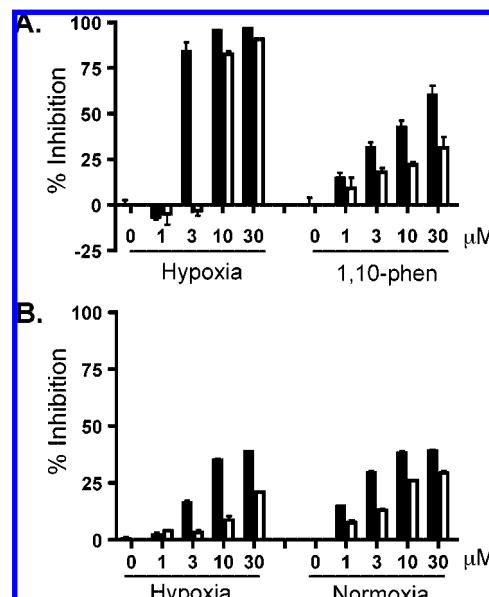 A.
100
75
50
25
0
-25
% Inhibition
0 1 3 10 30 0 1 3 10 30 μM
Hypoxia 1,10-phen
B.
100
75
50
25
0
% Inhibition
0 1 3 10 30 0 1 3 10 30 μM
Hypoxia Normoxia